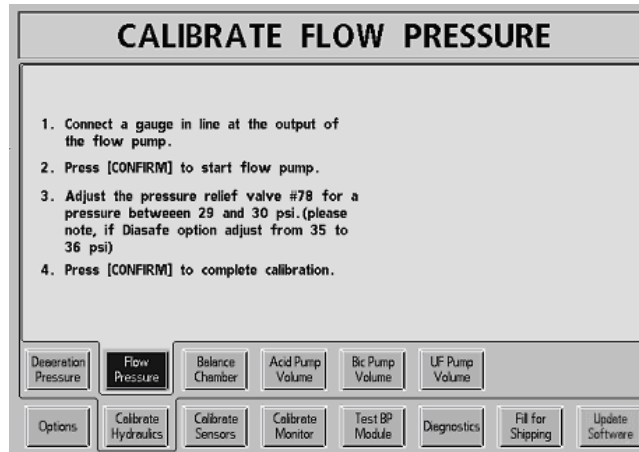 CALIBRATE FLOW PRESSURE
1. Connect a gauge in line at the output of
the flow pump.
2. Press [CONFIRM] to start flow pump.
3. Adjust the pressure relief valve #78 for a
pressure betweeen 29 and 30 psi.(please
note, if Diasafe option adjust from 35 to
36 psi)
4. Press [CONFIRM] to complete calibration.
Deaeration Pressure
Flow Pressure
Balance Chamber
Acid Pump Volume
Bic Pump Volume
UF Pump Volume
Options
Calibrate Hydraulics
Calibrate Sensors
Calibrate Monitor
Test BP Module
Diagnostics
Fill for Shipping
Update Software